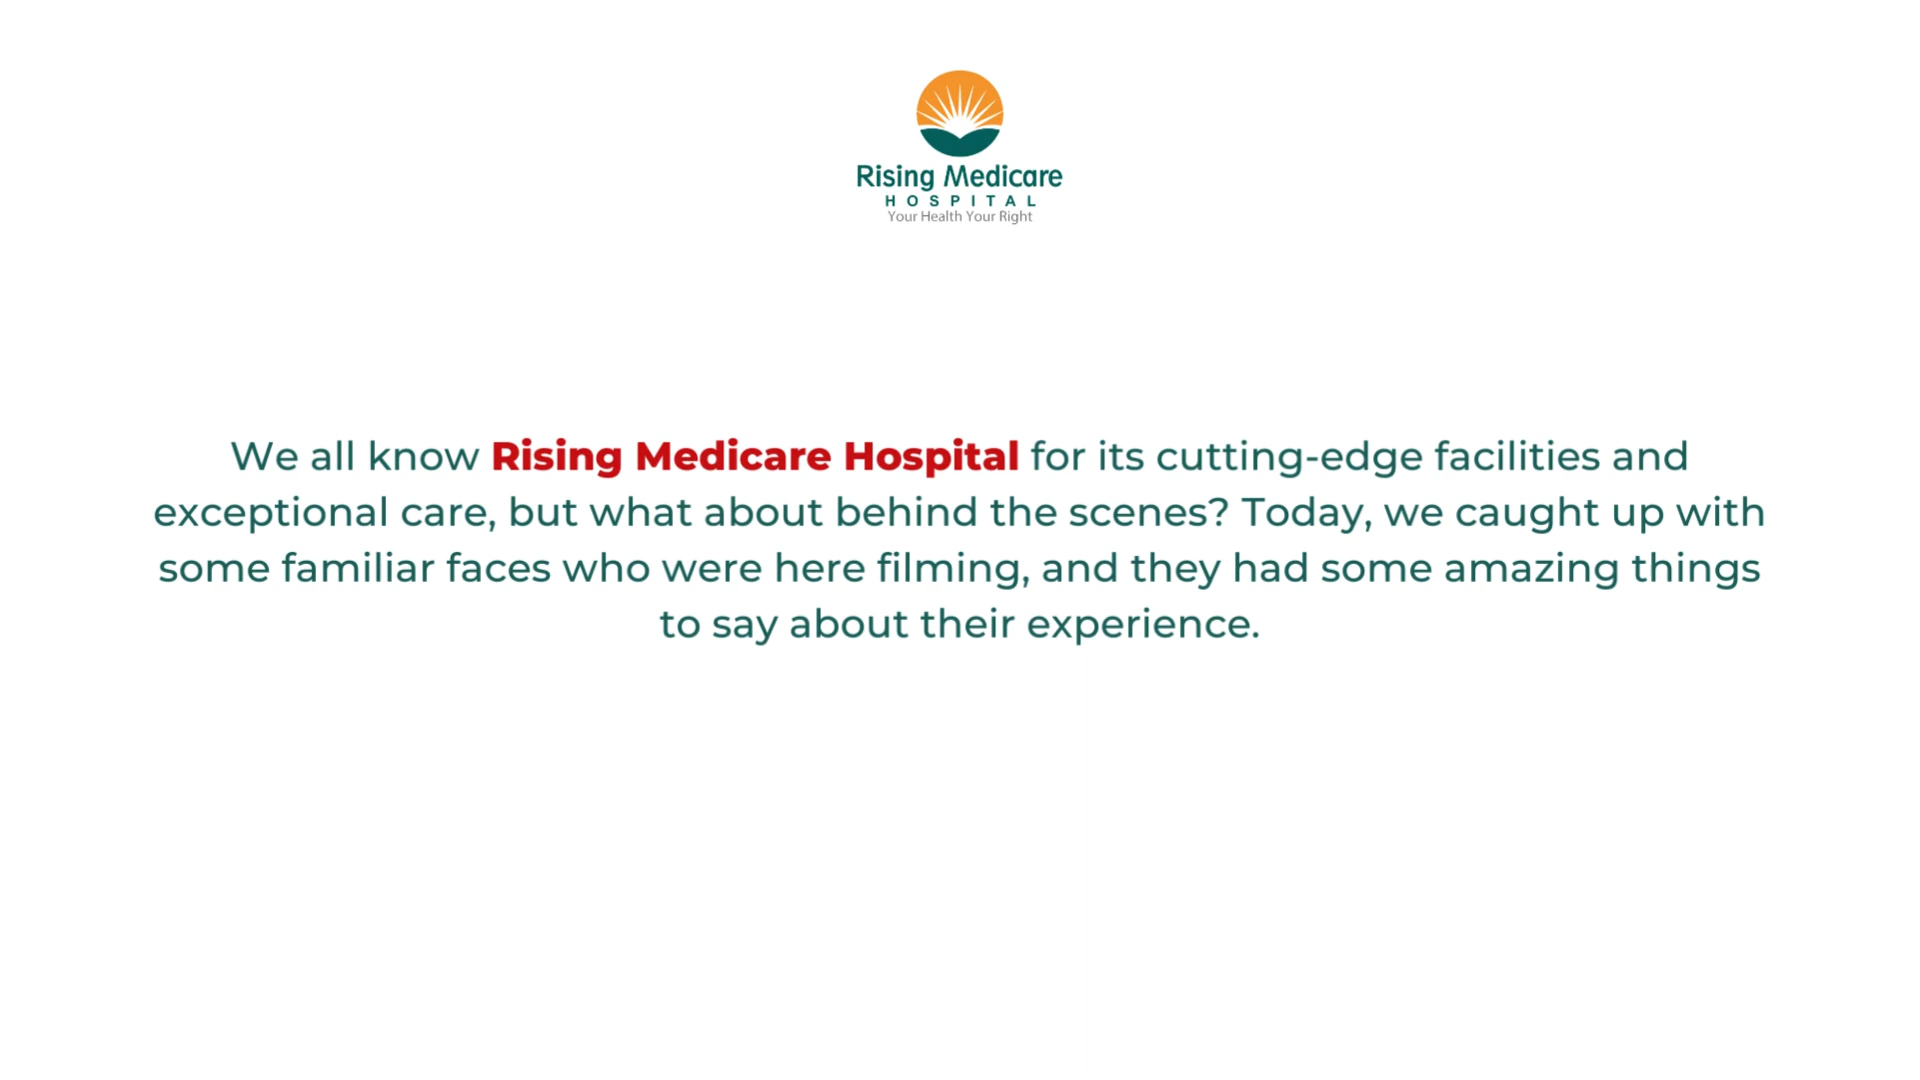 Rising Medicare
HOSPITAL
Your Health Your Right
We all know Rising Medicare Hospital for its cutting-edge facilities and
exceptional care, but what about behind the scenes? Today, we caught up with
some familiar faces who were here filming, and they had some amazing things
to say about their experience.